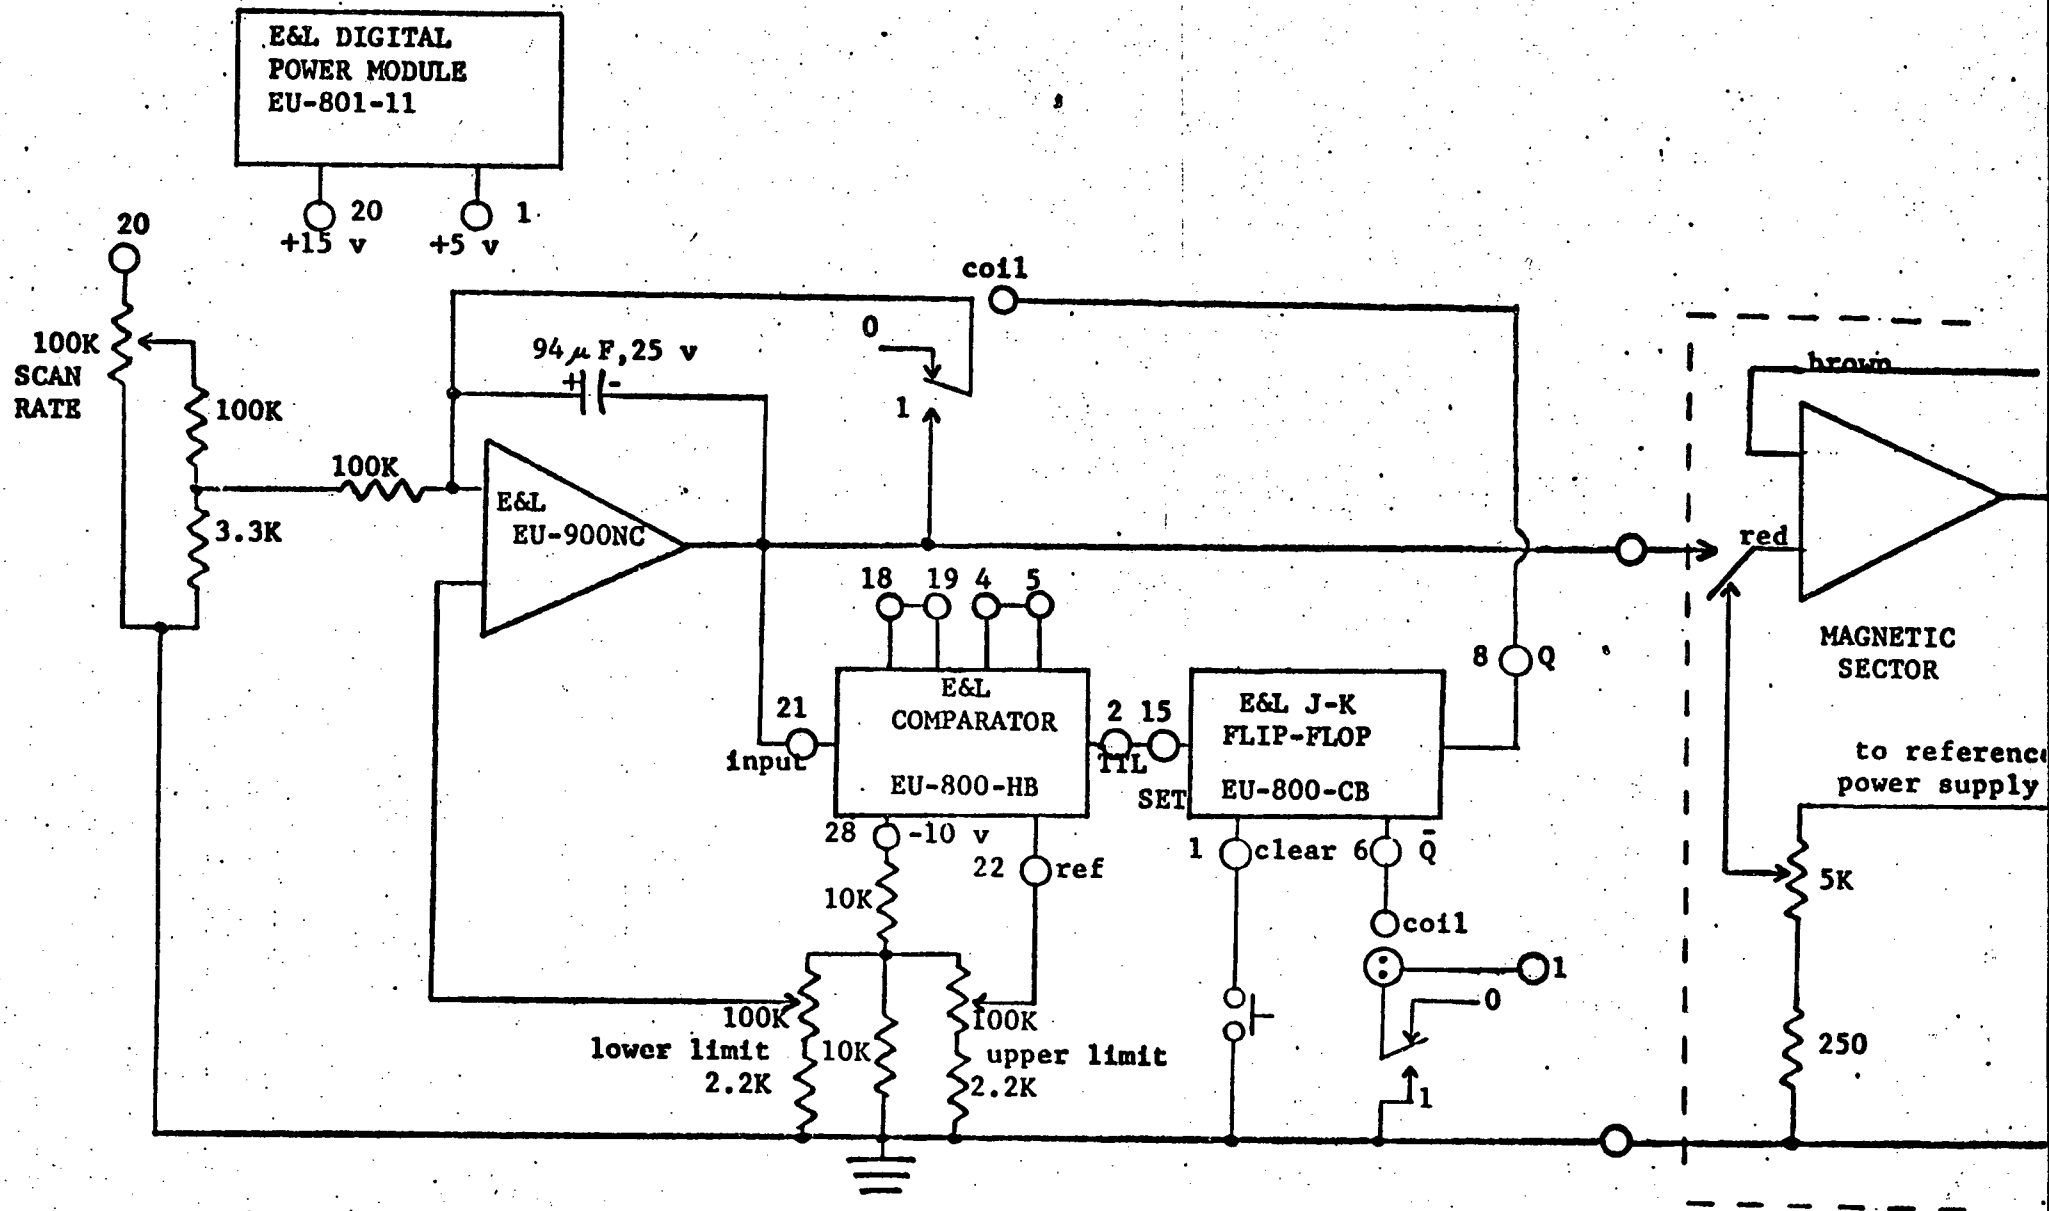 E&L DIGITAL
POWER MODULE
EU-801-11
20
+15 v
1
+5 v
20
100K
SCAN
RATE
100K
3.3K
100K
94 μF,25 v
+ -
E&L
EU-900NC
0
1
coil
18 19 4 5
21
input
E&L
COMPARATOR
EU-800-HB
2 15
TTL
SET
E&L J-K
FLIP-FLOP
EU-800-CB
8 Q
28 -10 v
22 ref
10K
1 clear 6 Q̄
coil
1
0
1
100K
lower limit
2.2K
10K
100K
upper limit
2.2K
brown
red
MAGNETIC
SECTOR
to reference
power supply
5K
250